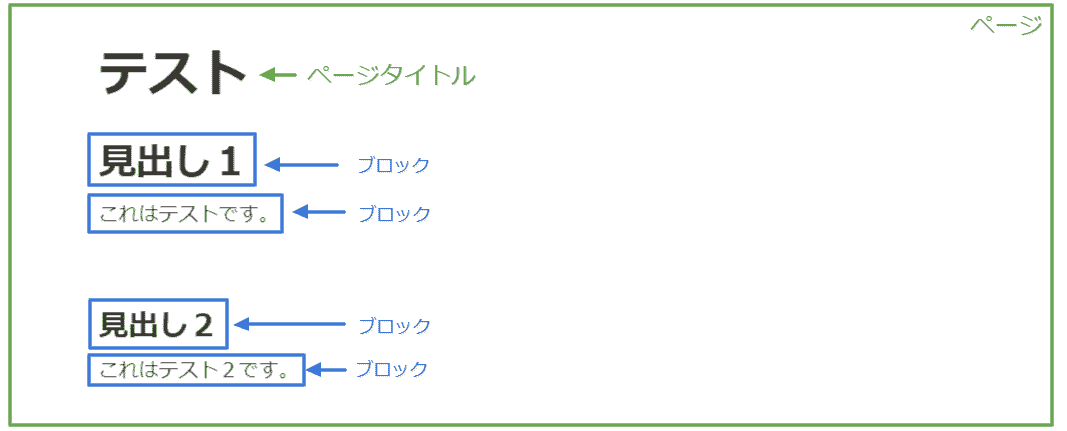 ページ
テスト ページタイトル
見出し１ ブロック
これはテストです。 ブロック
見出し２ ブロック
これはテスト２です。 ブロック